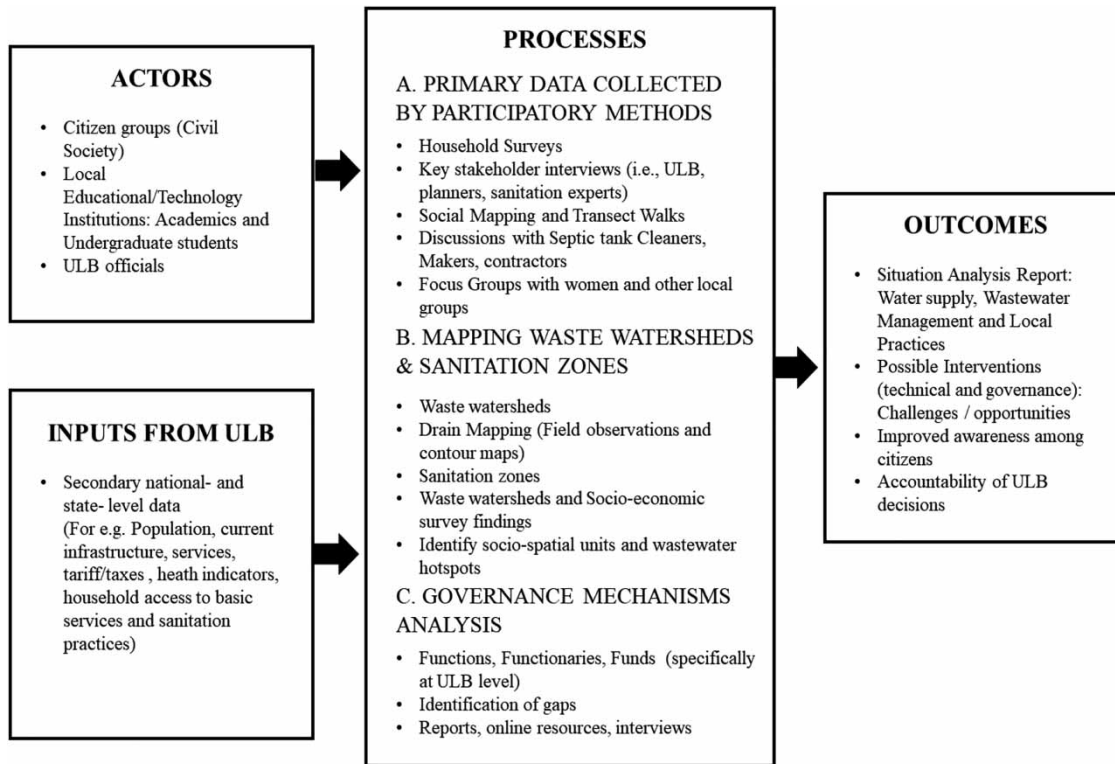 ACTORS
• Citizen groups (Civil
Society)
• Local
Educational/Technology
Institutions: Academics and
Undergraduate students
• ULB officials
INPUTS FROM ULB
• Secondary national- and
state- level data
(For e.g. Population, current
infrastructure, services,
tariff/taxes , heath indicators,
household access to basic
services and sanitation
practices)
PROCESSES
A. PRIMARY DATA COLLECTED
BY PARTICIPATORY METHODS
• Household Surveys
• Key stakeholder interviews (i.e., ULB,
planners, sanitation experts)
• Social Mapping and Transect Walks
• Discussions with Septic tank Cleaners,
Makers, contractors
• Focus Groups with women and other local
groups
B. MAPPING WASTE WATERSHEDS
& SANITATION ZONES
• Waste watersheds
• Drain Mapping (Field observations and
contour maps)
• Sanitation zones
• Waste watersheds and Socio-economic
survey findings
• Identify socio-spatial units and wastewater
hotspots
C. GOVERNANCE MECHANISMS
ANALYSIS
• Functions, Functionaries, Funds (specifically
at ULB level)
• Identification of gaps
• Reports, online resources, interviews
OUTCOMES
• Situation Analysis Report:
Water supply, Wastewater
Management and Local
Practices
• Possible Interventions
(technical and governance):
Challenges / opportunities
• Improved awareness among
citizens
• Accountability of ULB
decisions